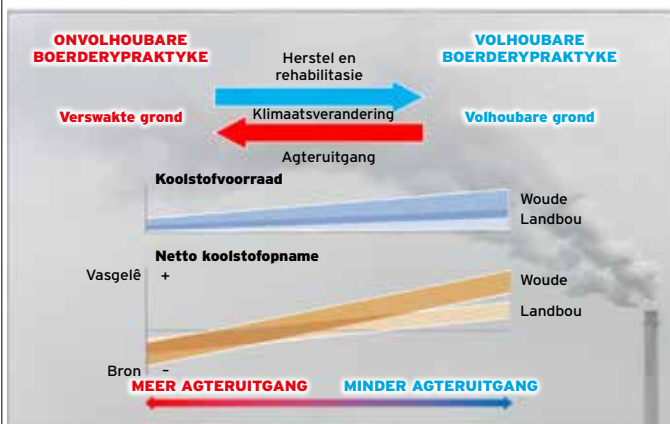 ONVOLHOUBARE
BOERDERYPRAKTYKE
VOLHOUBARE
BOERDERYPRAKTYKE
Herstel en
rehabilitasie
Verswakte grond
Klimaatsverandering
Volhoubare grond
Agteruitgang
Koolstofvoorraad
Woude
Landbou
Netto koolstofopname
Vasgelê +
Woude
Landbou
Bron –
MEER AGTERUITGANG
MINDER AGTERUITGANG